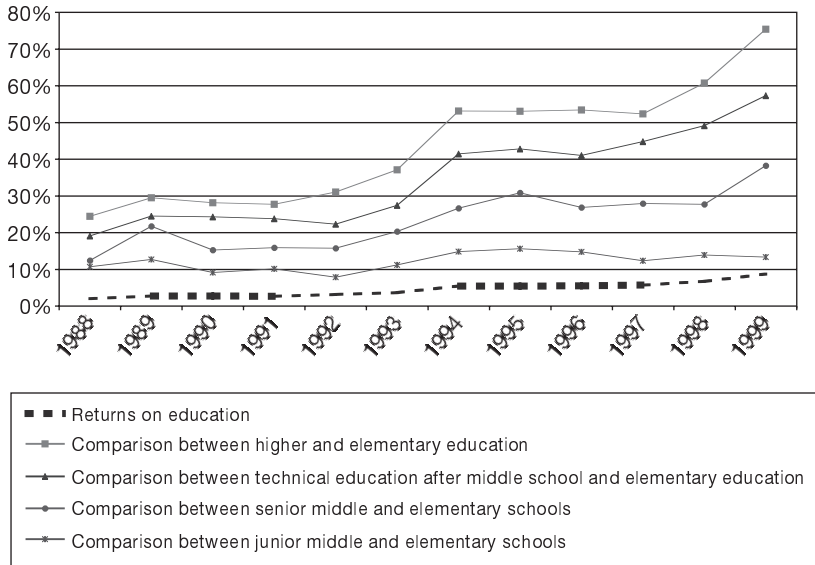 80%
70%
60%
50%
40%
30%
20%
10%
0%
1988 1989 1990 1991 1992 1993 1994 1995 1996 1997 1998 1999
Returns on education
Comparison between higher and elementary education
Comparison between technical education after middle school and elementary education
Comparison between senior middle and elementary schools
Comparison between junior middle and elementary schools